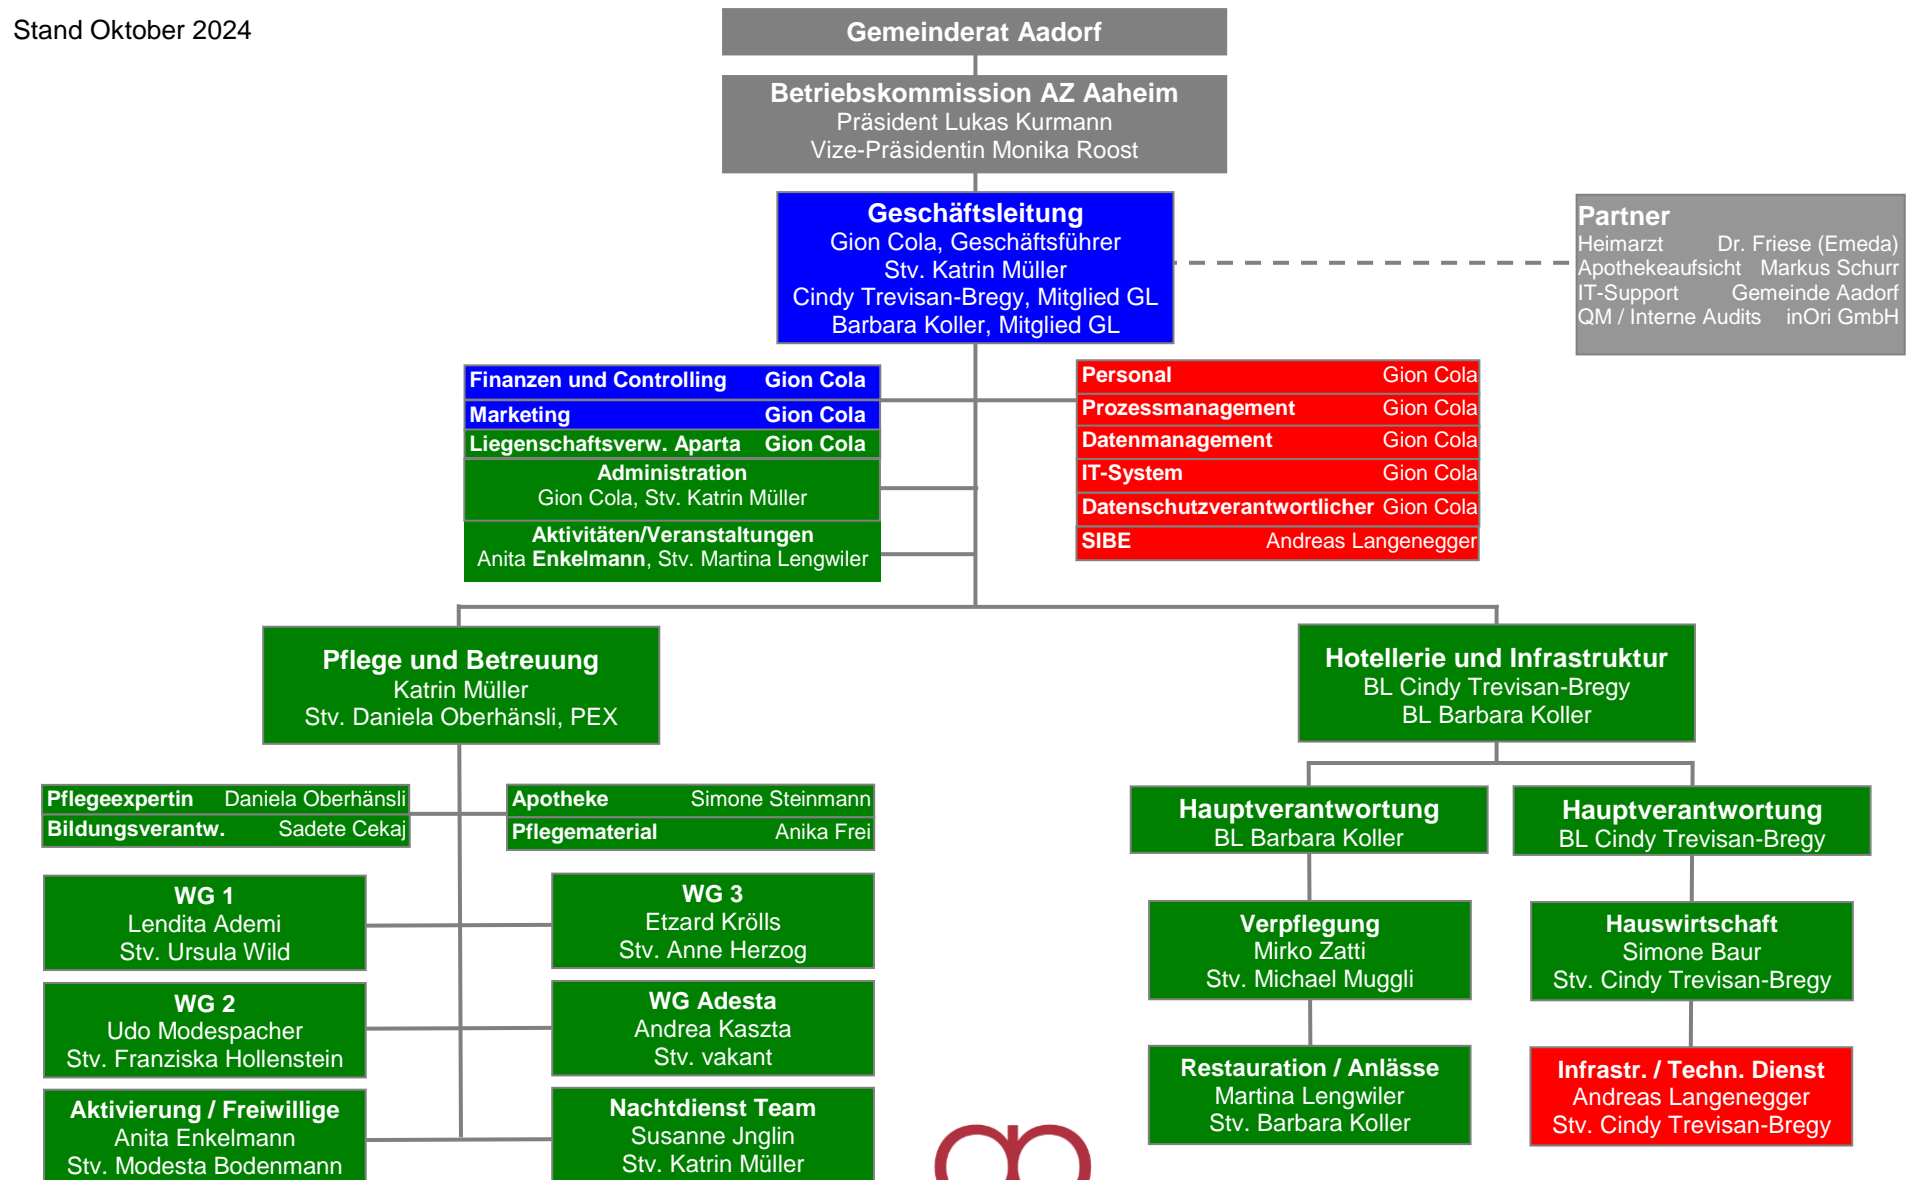 Stand Oktober 2024
Gemeinderat Aadorf
Betriebskommission AZ Aaheim
Präsident Lukas Kurmann
Vize-Präsidentin Monika Roost
Geschäftsleitung
Gion Cola, Geschäftsführer
Stv. Katrin Müller
Cindy Trevisan-Bregy, Mitglied GL
Barbara Koller, Mitglied GL
Partner
Heimarzt Dr. Friese (Emeda)
Apothekeaufsicht Markus Schurr
IT-Support Gemeinde Aadorf
QM / Interne Audits inOri GmbH
Finanzen und Controlling Gion Cola
Marketing Gion Cola
Liegenschaftsverw. Aparta Gion Cola
Administration
Gion Cola, Stv. Katrin Müller
Aktivitäten/Veranstaltungen
Anita Enkelmann, Stv. Martina Lengwiler
Personal Gion Cola
Prozessmanagement Gion Cola
Datenmanagement Gion Cola
IT-System Gion Cola
Datenschutzverantwortlicher Gion Cola
SIBE Andreas Langenegger
Pflege und Betreuung
Katrin Müller
Stv. Daniela Oberhänsli, PEX
Hotellerie und Infrastruktur
BL Cindy Trevisan-Bregy
BL Barbara Koller
Pflegeexpertin Daniela Oberhänsli
Bildungsverantw. Sadete Cekaj
Apotheke Simone Steinmann
Pflegematerial Anika Frei
Hauptverantwortung
BL Barbara Koller
Hauptverantwortung
BL Cindy Trevisan-Bregy
WG 1
Lendita Ademi
Stv. Ursula Wild
WG 3
Etzard Krölls
Stv. Anne Herzog
Verpflegung
Mirko Zatti
Stv. Michael Muggli
Hauswirtschaft
Simone Baur
Stv. Cindy Trevisan-Bregy
WG 2
Udo Modespacher
Stv. Franziska Hollenstein
WG Adesta
Andrea Kaszta
Stv. vakant
Restauration / Anlässe
Martina Lengwiler
Stv. Barbara Koller
Infrastr. / Techn. Dienst
Andreas Langenegger
Stv. Cindy Trevisan-Bregy
Aktivierung / Freiwillige
Anita Enkelmann
Stv. Modesta Bodenmann
Nachtdienst Team
Susanne Jnglin
Stv. Katrin Müller